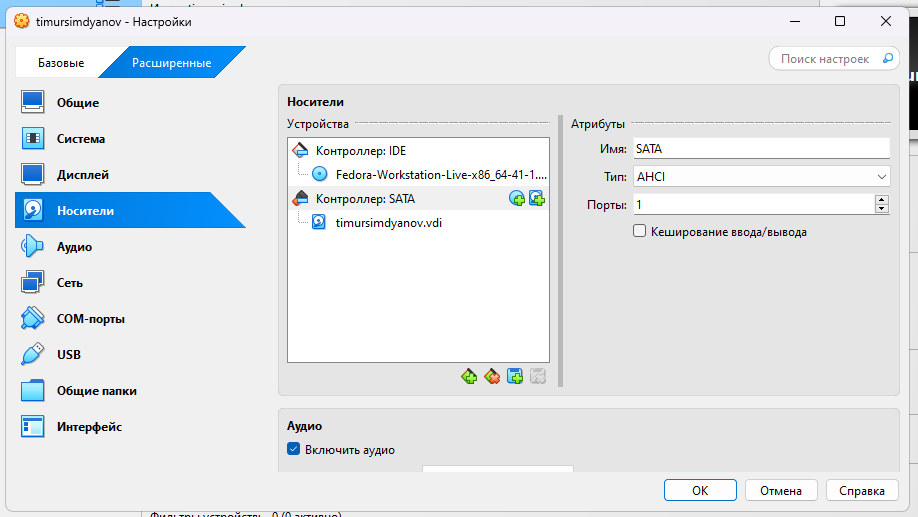 timursimdyanov - Настройки
Базовые
Расширенные
Поиск настроек
Общие
Система
Дисплей
Носители
Аудио
Сеть
COM-порты
USB
Общие папки
Интерфейс
Носители
Устройства
Контроллер: IDE
Fedora-Workstation-Live-x86_64-41-1....
Контроллер: SATA
timursimdyanov.vdi
Атрибуты
Имя: SATA
Тип: AHCI
Порты: 1
Кеширование ввода/вывода
Аудио
Включить аудио
OK
Отмена
Справка